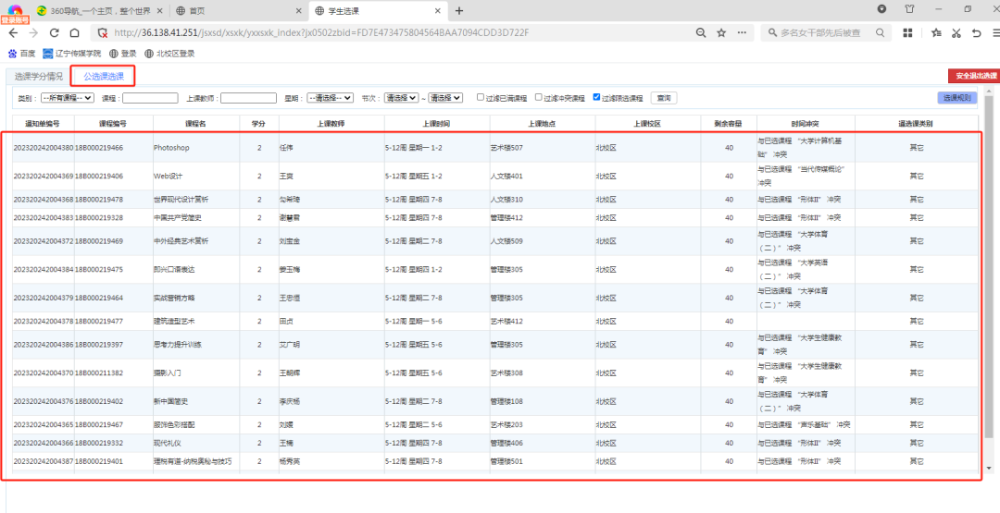 360导航_一个主页，整个世界
首页
学生选课
登录账号
http://36.138.41.251/jsxsd/xsxk/yxxsxk_index?jx0502zbid=FD7E473475804564BAA7094CDD3D722F
多名女干部先后被查
百度 辽宁传媒学院 登录 北校区登录
选课学分情况 公选课选课 安全退出选课
类别： --所有课程-- 课程： 上课教师： 星期： --请选择-- 节次： 请选择 ~ 请选择 过滤已满课程 过滤冲突课程 过滤限选课程 查询 选课规则
通知单编号 课程编号 课程名 学分 上课教师 上课时间 上课地点 上课校区 剩余容量 时间冲突 通选课类别
202320242004380 18B000219466 Photoshop 2 任伟 5-12周 星期一 1-2 艺术楼507 北校区 40 与已选课程 “大学计算机基础” 冲突 其它
202320242004369 18B000219406 Web设计 2 王爽 5-12周 星期五 1-2 人文楼401 北校区 40 与已选课程 “当代传媒概论” 冲突 其它
202320242004368 18B000219478 世界现代设计赏析 2 勾希琦 5-12周 星期四 7-8 人文楼310 北校区 40 与已选课程 “形体II” 冲突 其它
202320242004383 18B000219328 中国共产党简史 2 谢慧君 5-12周 星期四 7-8 管理楼412 北校区 40 与已选课程 “形体II” 冲突 其它
202320242004372 18B000219469 中外经典艺术赏析 2 刘宝金 5-12周 星期二 7-8 人文楼509 北校区 40 与已选课程 “大学体育（二）” 冲突 其它
202320242004384 18B000219475 即兴口语表达 2 姜玉梅 5-12周 星期四 1-2 管理楼305 北校区 40 与已选课程 “大学英语（二）” 冲突 其它
202320242004379 18B000219464 实战营销方略 2 王忠恒 5-12周 星期二 7-8 管理楼305 北校区 40 与已选课程 “大学体育（二）” 冲突 其它
202320242004378 18B000219477 建筑造型艺术 2 田贞 5-12周 星期一 5-6 艺术楼412 北校区 40 其它
202320242004386 18B000219397 思考力提升训练 2 艾广明 5-12周 星期五 5-6 管理楼305 北校区 40 与已选课程 “大学生健康教育” 冲突 其它
202320242004370 18B000211382 摄影入门 2 王朝辉 5-12周 星期五 5-6 艺术楼308 北校区 40 与已选课程 “大学生健康教育” 冲突 其它
202320242004376 18B000219402 新中国简史 2 李庆杨 5-12周 星期二 7-8 管理楼108 北校区 40 与已选课程 “大学体育（二）” 冲突 其它
202320242004365 18B000219467 服饰色彩搭配 2 刘媛 5-12周 星期二 5-6 艺术楼203 北校区 40 与已选课程 “声乐基础” 冲突 其它
202320242004366 18B000219332 现代礼仪 2 王楠 5-12周 星期四 7-8 管理楼406 北校区 40 与已选课程 “形体II” 冲突 其它
202320242004387 18B000219401 理税有道-纳税奥秘与技巧 2 杨秀英 5-12周 星期四 7-8 管理楼501 北校区 40 与已选课程 “形体II” 冲突 其它